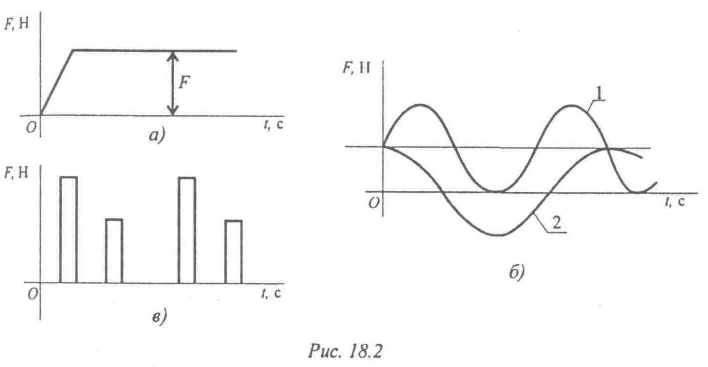 F, Н
F
O
t, с
а)
F, Н
O
t, с
в)
F, Н
1
O
t, с
2
б)
Рис. 18.2